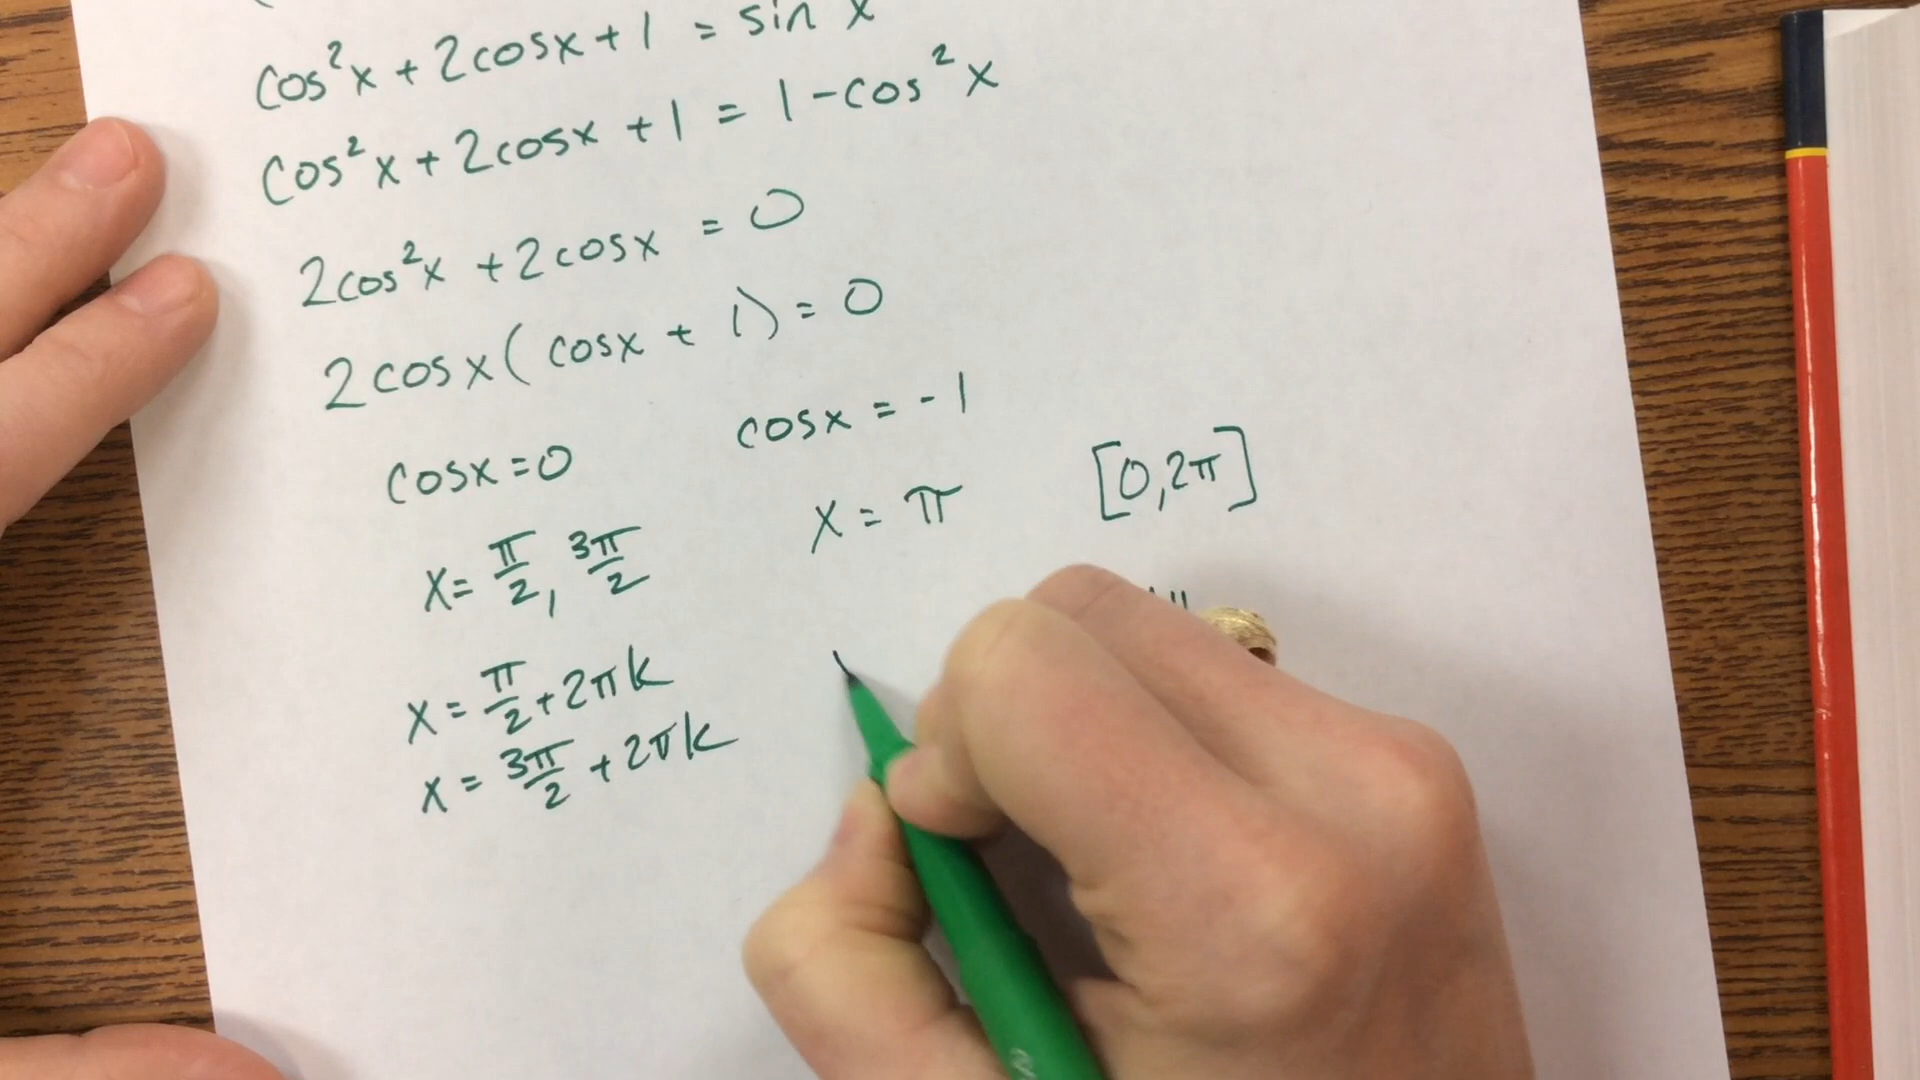 cos²x + 2cosx + 1 = sin x
cos²x + 2cosx + 1 = 1 - cos²x
2cos²x + 2cosx = 0
2cosx(cosx + 1) = 0
cosx = 0
cosx = -1
x = π/2, 3π/2
x = π
[0, 2π]
x = π/2 + 2πk
x = 3π/2 + 2πk